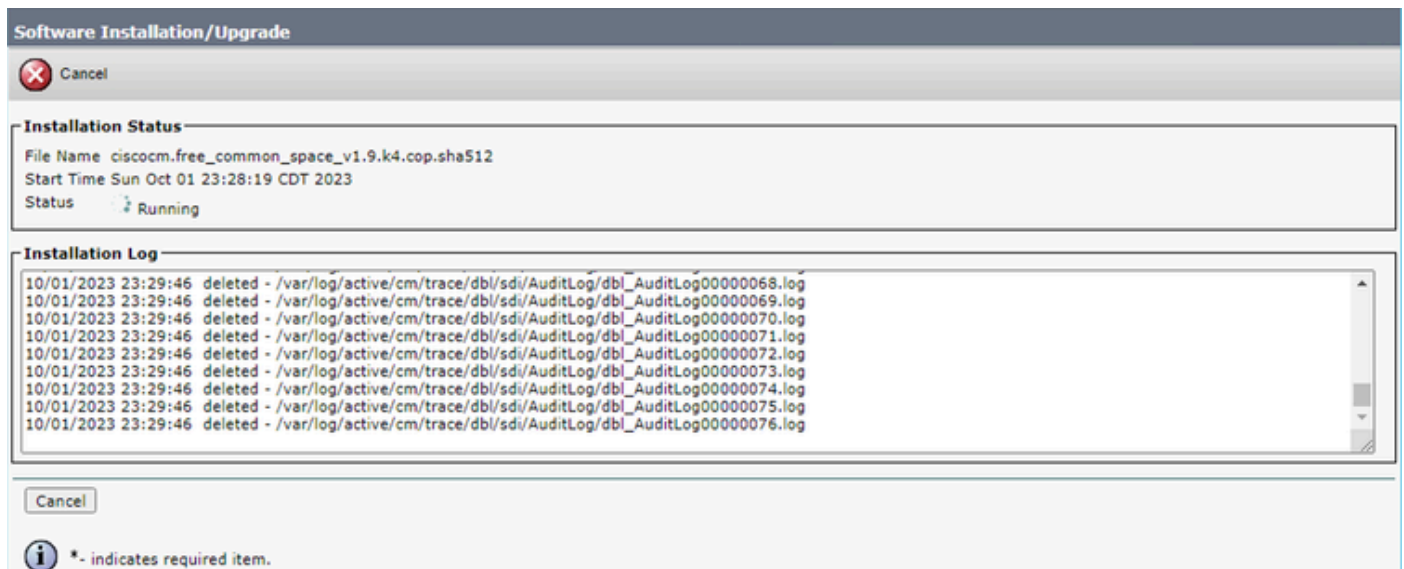 Software Installation/Upgrade
Cancel
Installation Status
File Name ciscocm.free_common_space_v1.9.k4.cop.sha512
Start Time Sun Oct 01 23:28:19 CDT 2023
Status Running
Installation Log
10/01/2023 23:29:46 deleted - /var/log/active/cm/trace/dbl/sdi/AuditLog/dbl_AuditLog00000068.log
10/01/2023 23:29:46 deleted - /var/log/active/cm/trace/dbl/sdi/AuditLog/dbl_AuditLog00000069.log
10/01/2023 23:29:46 deleted - /var/log/active/cm/trace/dbl/sdi/AuditLog/dbl_AuditLog00000070.log
10/01/2023 23:29:46 deleted - /var/log/active/cm/trace/dbl/sdi/AuditLog/dbl_AuditLog00000071.log
10/01/2023 23:29:46 deleted - /var/log/active/cm/trace/dbl/sdi/AuditLog/dbl_AuditLog00000072.log
10/01/2023 23:29:46 deleted - /var/log/active/cm/trace/dbl/sdi/AuditLog/dbl_AuditLog00000073.log
10/01/2023 23:29:46 deleted - /var/log/active/cm/trace/dbl/sdi/AuditLog/dbl_AuditLog00000074.log
10/01/2023 23:29:46 deleted - /var/log/active/cm/trace/dbl/sdi/AuditLog/dbl_AuditLog00000075.log
10/01/2023 23:29:46 deleted - /var/log/active/cm/trace/dbl/sdi/AuditLog/dbl_AuditLog00000076.log
Cancel
*- indicates required item.